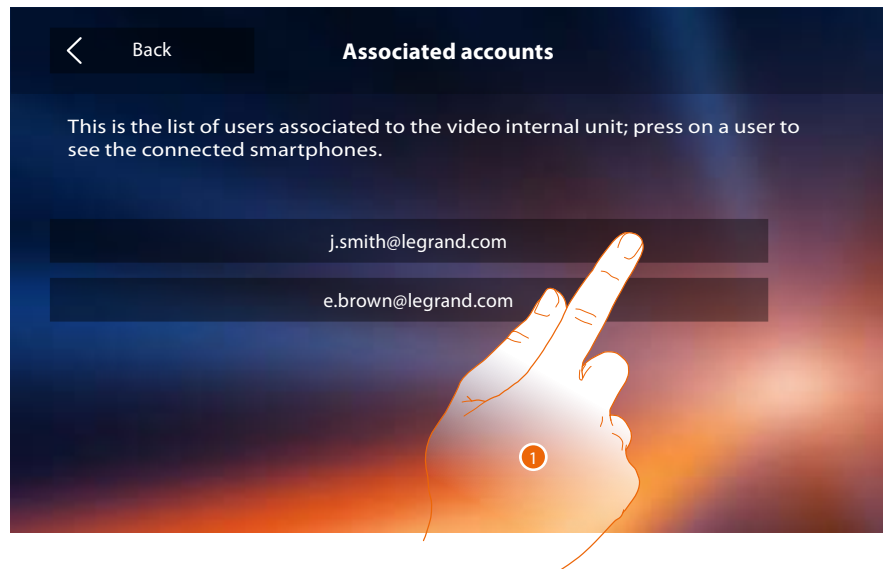 Back
Associated accounts
This is the list of users associated to the video internal unit; press on a user to
see the connected smartphones.
j.smith@legrand.com
e.brown@legrand.com
1